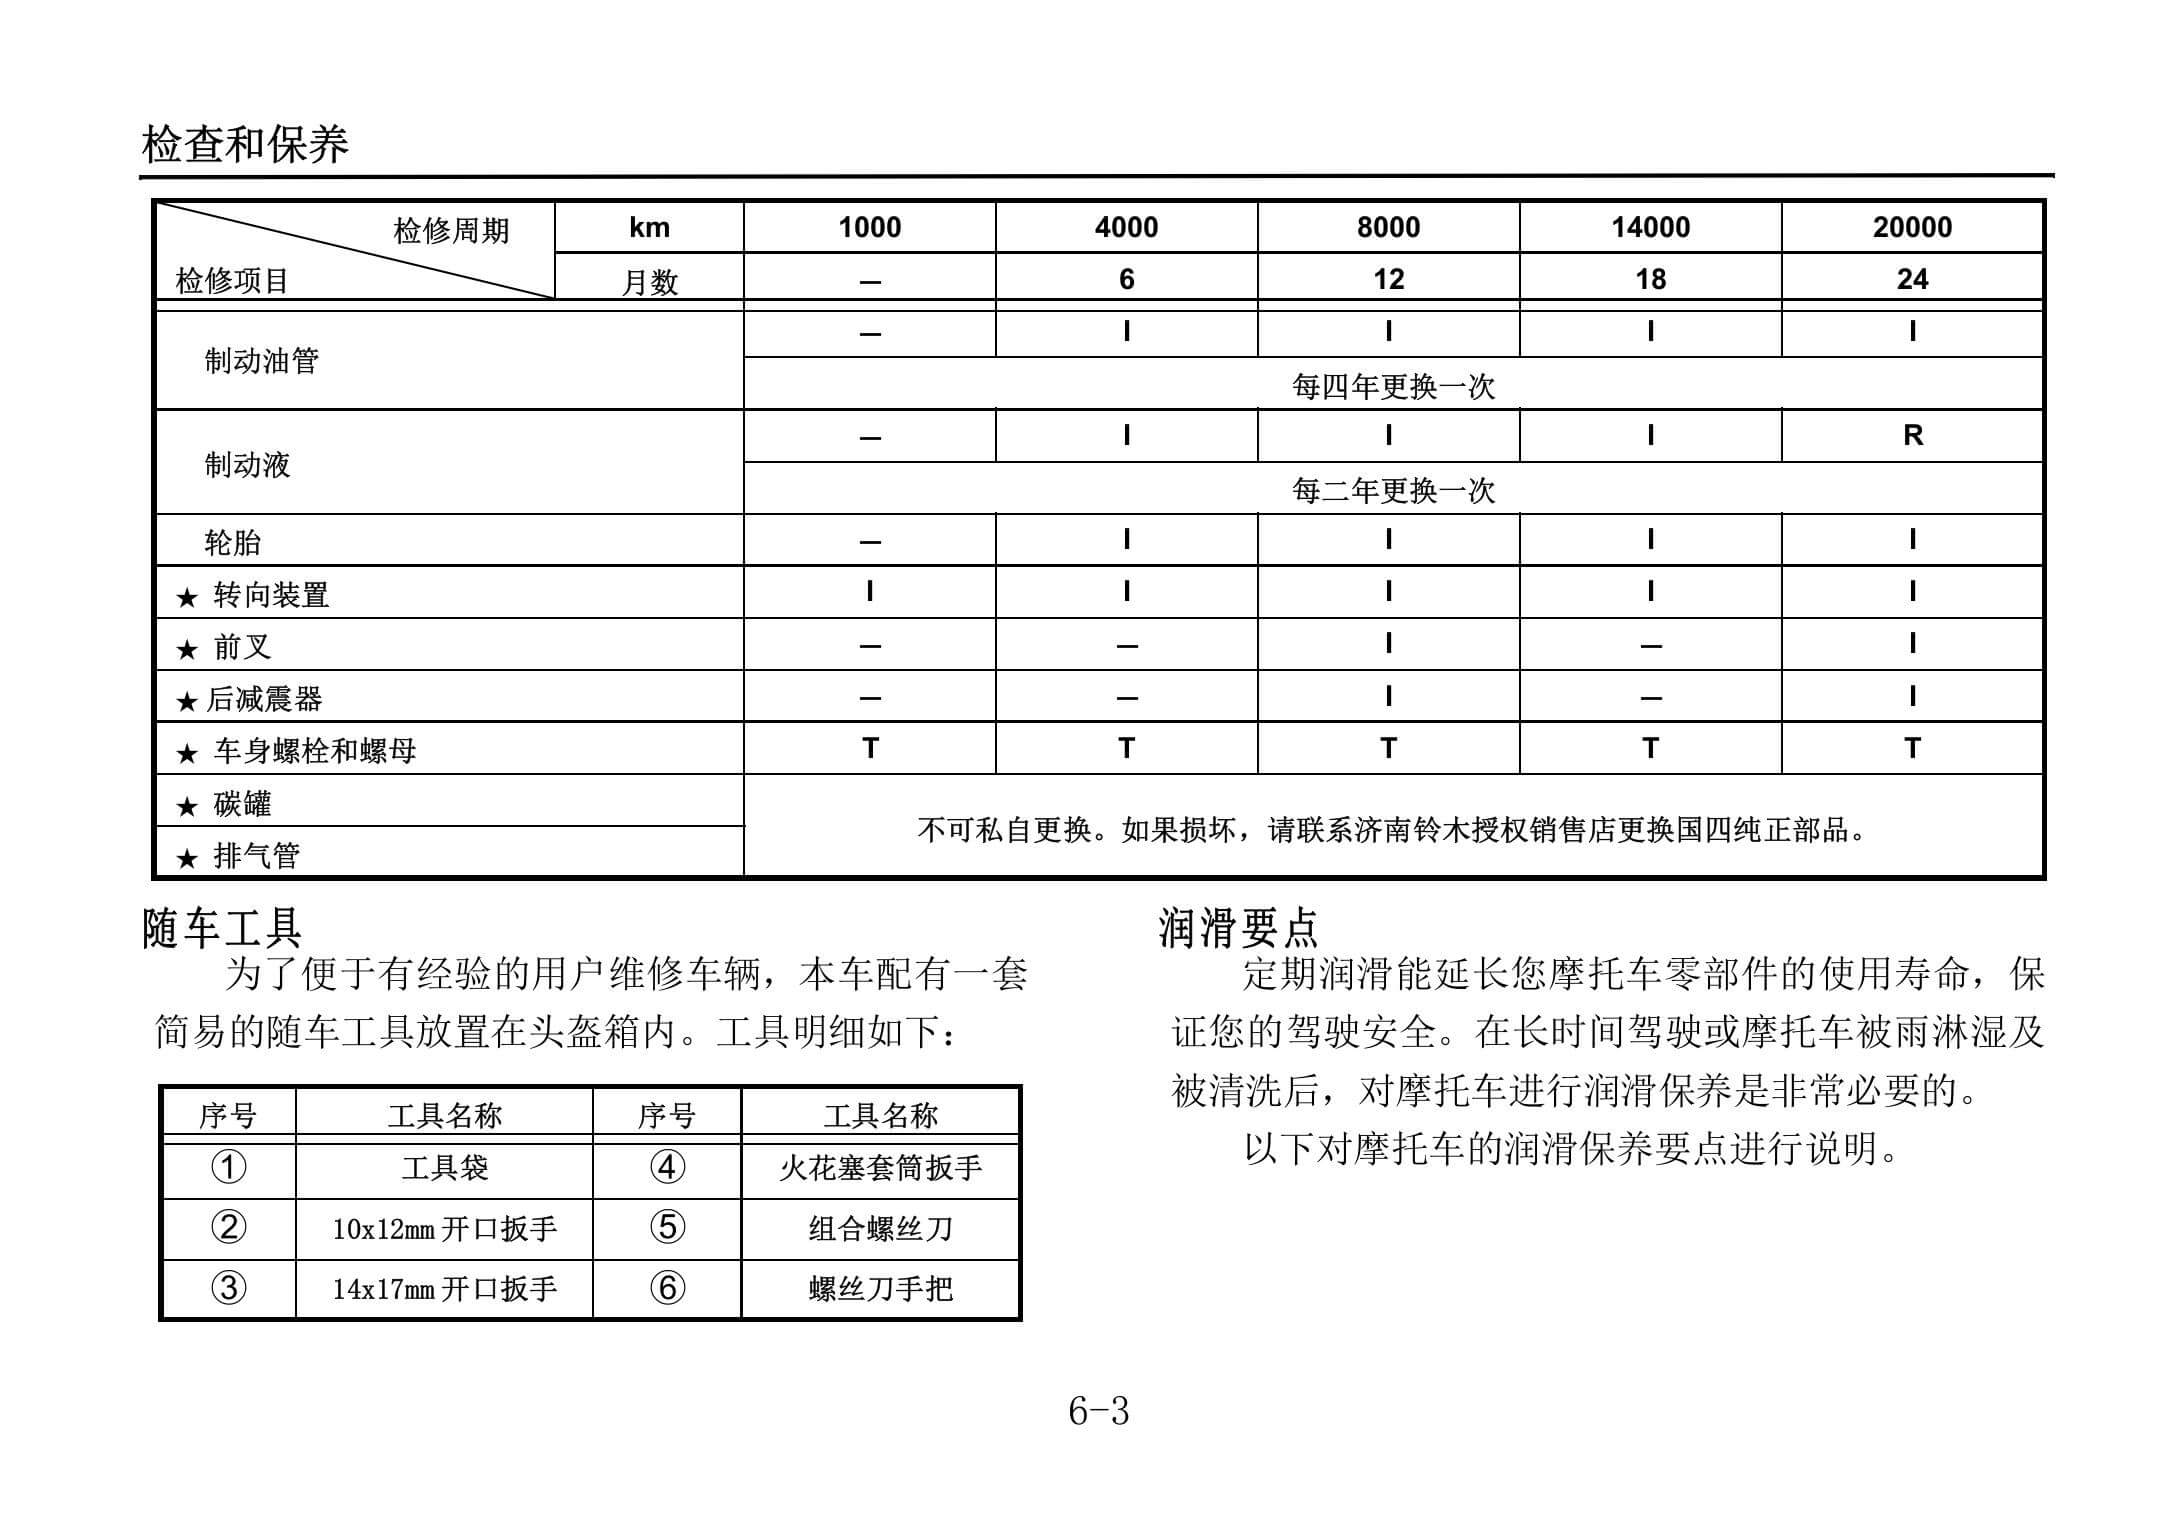 检查和保养
检修周期 km 1000 4000 8000 14000 20000
检修项目 月数 — 6 12 18 24
制动油管 — I I I I
每四年更换一次
制动液 — I I I R
每二年更换一次
轮胎 — I I I I
★ 转向装置 I I I I I
★ 前叉 — — I — I
★ 后减震器 — — I — I
★ 车身螺栓和螺母 T T T T T
★ 碳罐
不可私自更换。如果损坏，请联系济南铃木授权销售店更换国四纯正部品。
★ 排气管
随车工具
为了便于有经验的用户维修车辆，本车配有一套
简易的随车工具放置在头盔箱内。工具明细如下：
序号 工具名称 序号 工具名称
① 工具袋 ④ 火花塞套筒扳手
② 10x12mm 开口扳手 ⑤ 组合螺丝刀
③ 14x17mm 开口扳手 ⑥ 螺丝刀手把
润滑要点
定期润滑能延长您摩托车零部件的使用寿命，保
证您的驾驶安全。在长时间驾驶或摩托车被雨淋湿及
被清洗后，对摩托车进行润滑保养是非常必要的。
以下对摩托车的润滑保养要点进行说明。
6-3